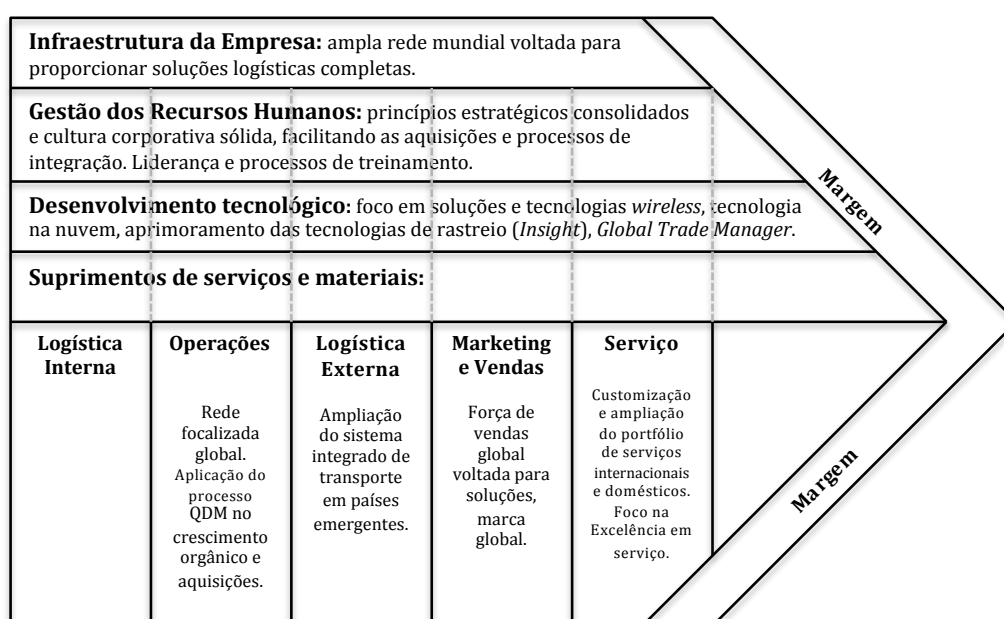 Infraestrutura da Empresa: ampla rede mundial voltada para
proporcionar soluções logísticas completas.
Gestão dos Recursos Humanos: princípios estratégicos consolidados
e cultura corporativa sólida, facilitando as aquisições e processos de
integração. Liderança e processos de treinamento.
Desenvolvimento tecnológico: foco em soluções e tecnologias wireless, tecnologia
na nuvem, aprimoramento das tecnologias de rastreio (Insight), Global Trade Manager.
Suprimentos de serviços e materiais:
Margem
Logística
Interna
Operações
Rede
focalizada
global.
Aplicação do
processo
QDM no
crescimento
orgânico e
aquisições.
Logística
Externa
Ampliação
do sistema
integrado de
transporte
em países
emergentes.
Marketing
e Vendas
Força de
vendas
global
voltada para
soluções,
marca
global.
Serviço
Customização
e ampliação
do portfólio
de serviços
internacionais
e domésticos.
Foco na
Excelência em
serviço.
Margem